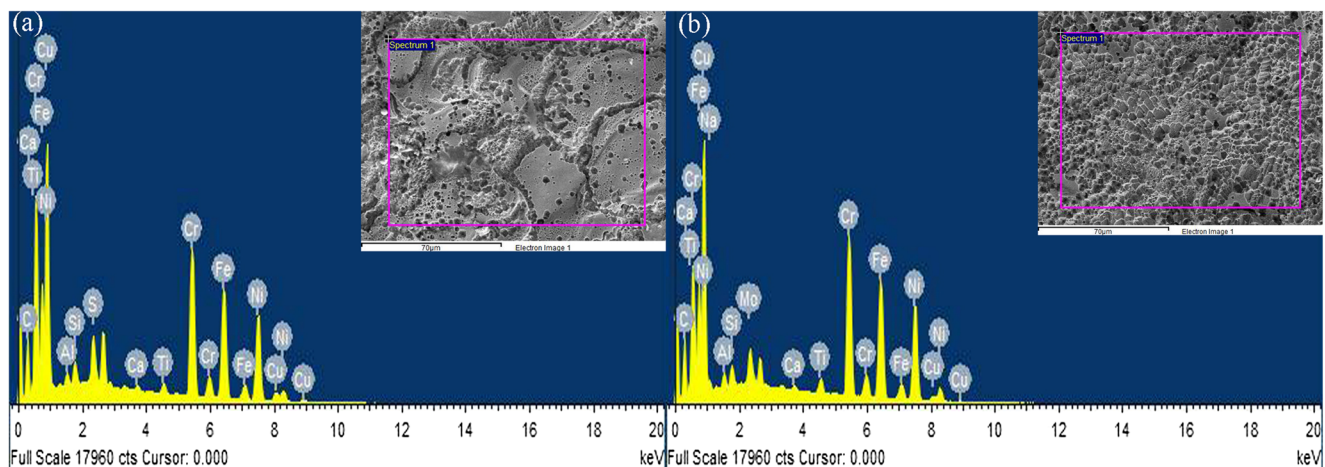 (a)
Spectrum 1
Cu
Cr
Fe
Ca
Ti
Ni
C
Al
Si
S
Ca
Ti
Cr
Cr
Fe
Fe
Ni
Cu
Ni
Cu
70µm
Electron Image 1
0 2 4 6 8 10 12 14 16 18 20
Full Scale 17960 cts Cursor: 0.000
keV
(b)
Spectrum 1
Cu
Fe
Na
Cr
Ca
Ti
Ni
C
Al
Si
Mo
Ca
Ti
Cr
Cr
Fe
Fe
Ni
Cu
Ni
Cu
70µm
Electron Image 1
0 2 4 6 8 10 12 14 16 18 20
Full Scale 17960 cts Cursor: 0.000
keV